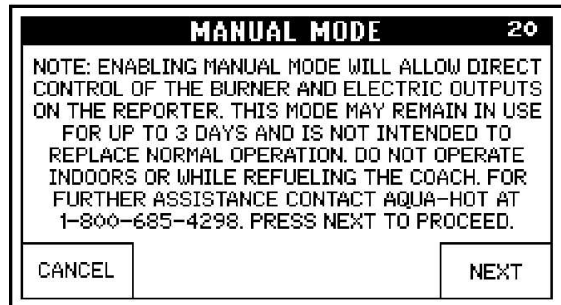 MANUAL MODE 20
NOTE: ENABLING MANUAL MODE WILL ALLOW DIRECT
CONTROL OF THE BURNER AND ELECTRIC OUTPUTS
ON THE REPORTER. THIS MODE MAY REMAIN IN USE
FOR UP TO 3 DAYS AND IS NOT INTENDED TO
REPLACE NORMAL OPERATION. DO NOT OPERATE
INDOORS OR WHILE REFUELING THE COACH. FOR
FURTHER ASSISTANCE CONTACT AQUA-HOT AT
1-800-685-4298. PRESS NEXT TO PROCEED.
CANCEL NEXT